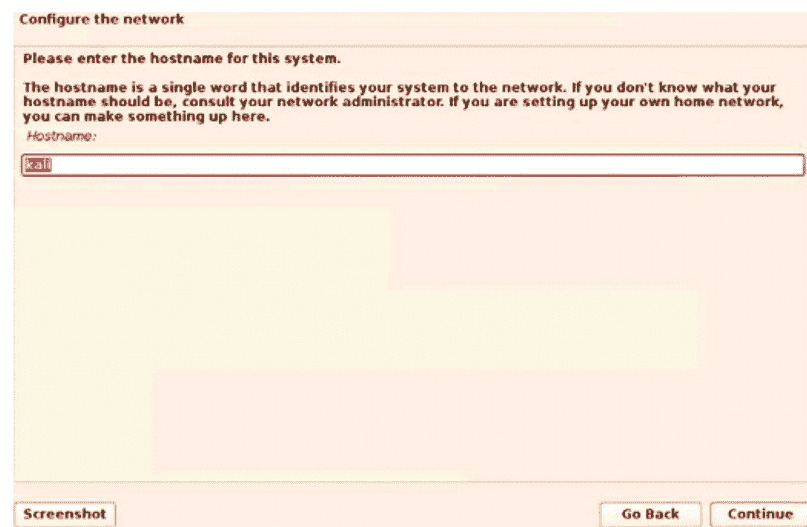 Configure the network
Please enter the hostname for this system.
The hostname is a single word that identifies your system to the network. If you don't know what your
hostname should be, consult your network administrator. If you are setting up your own home network,
you can make something up here.
Hostname:
kali
Screenshot
Go Back
Continue